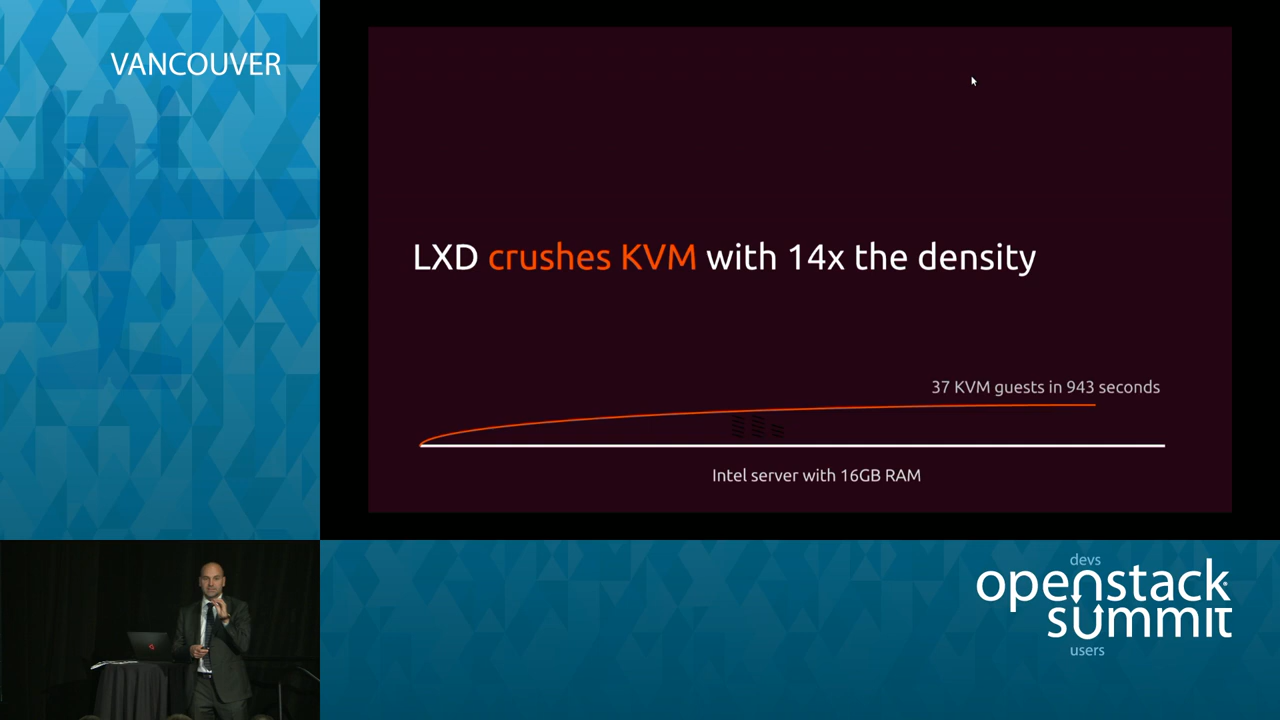 VANCOUVER
LXD crushes KVM with 14x the density
37 KVM guests in 943 seconds
Intel server with 16GB RAM
devs
openstack
summit
users